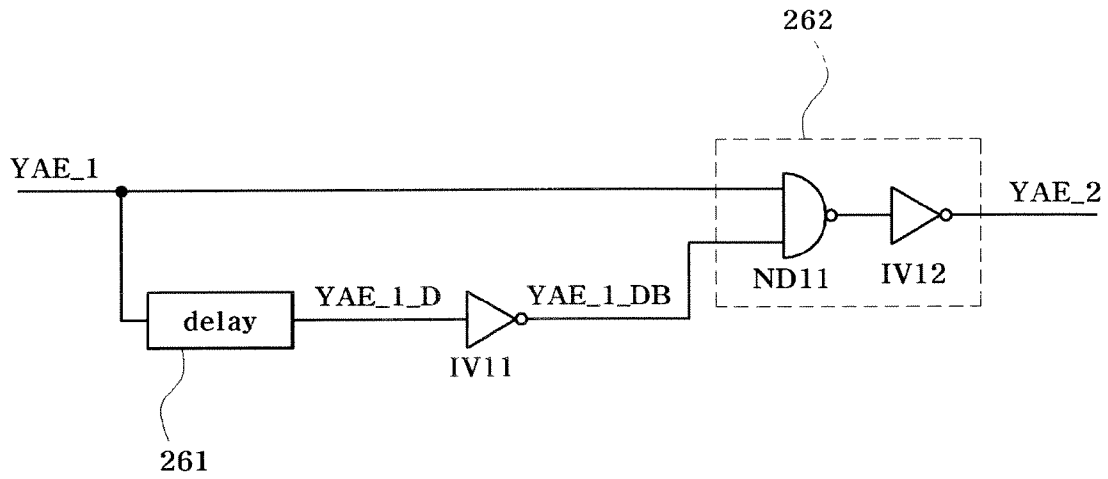 262
YAE_1
YAE_2
ND11
IV12
YAE_1_D
YAE_1_DB
delay
IV11
261